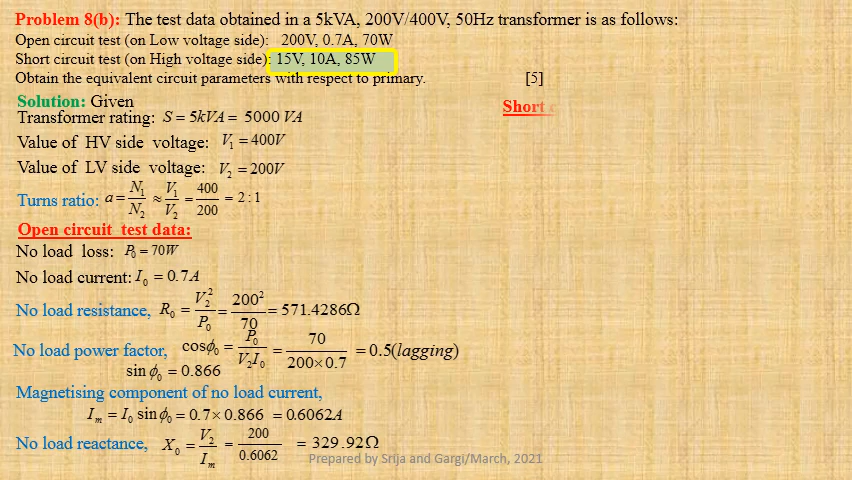 Problem 8(b): The test data obtained in a 5kVA, 200V/400V, 50Hz transformer is as follows:
Open circuit test (on Low voltage side): 200V, 0.7A, 70W
Short circuit test (on High voltage side): 15V, 10A, 85W
Obtain the equivalent circuit parameters with respect to primary. [5]
Solution: Given
Transformer rating: S = 5kVA = 5000 VA
Value of HV side voltage: V₁ = 400V
Value of LV side voltage: V₂ = 200V
Turns ratio: a = N₁/N₂ ≈ V₁/V₂ = 400/200 = 2 : 1
Open circuit test data:
No load loss: P₀ = 70W
No load current: I₀ = 0.7A
No load resistance, R₀ = V₂²/P₀ = 200²/70 = 571.4286Ω
No load power factor, cosϕ₀ = P₀/V₂I₀ = 70/200×0.7 = 0.5(lagging)
sin ϕ₀ = 0.866
Magnetising component of no load current,
Iₘ = I₀ sin ϕ₀ = 0.7 × 0.866 = 0.6062A
No load reactance, X₀ = V₂/Iₘ = 200/0.6062 = 329.92Ω
Prepared by Srija and Gargi/March, 2021
Short